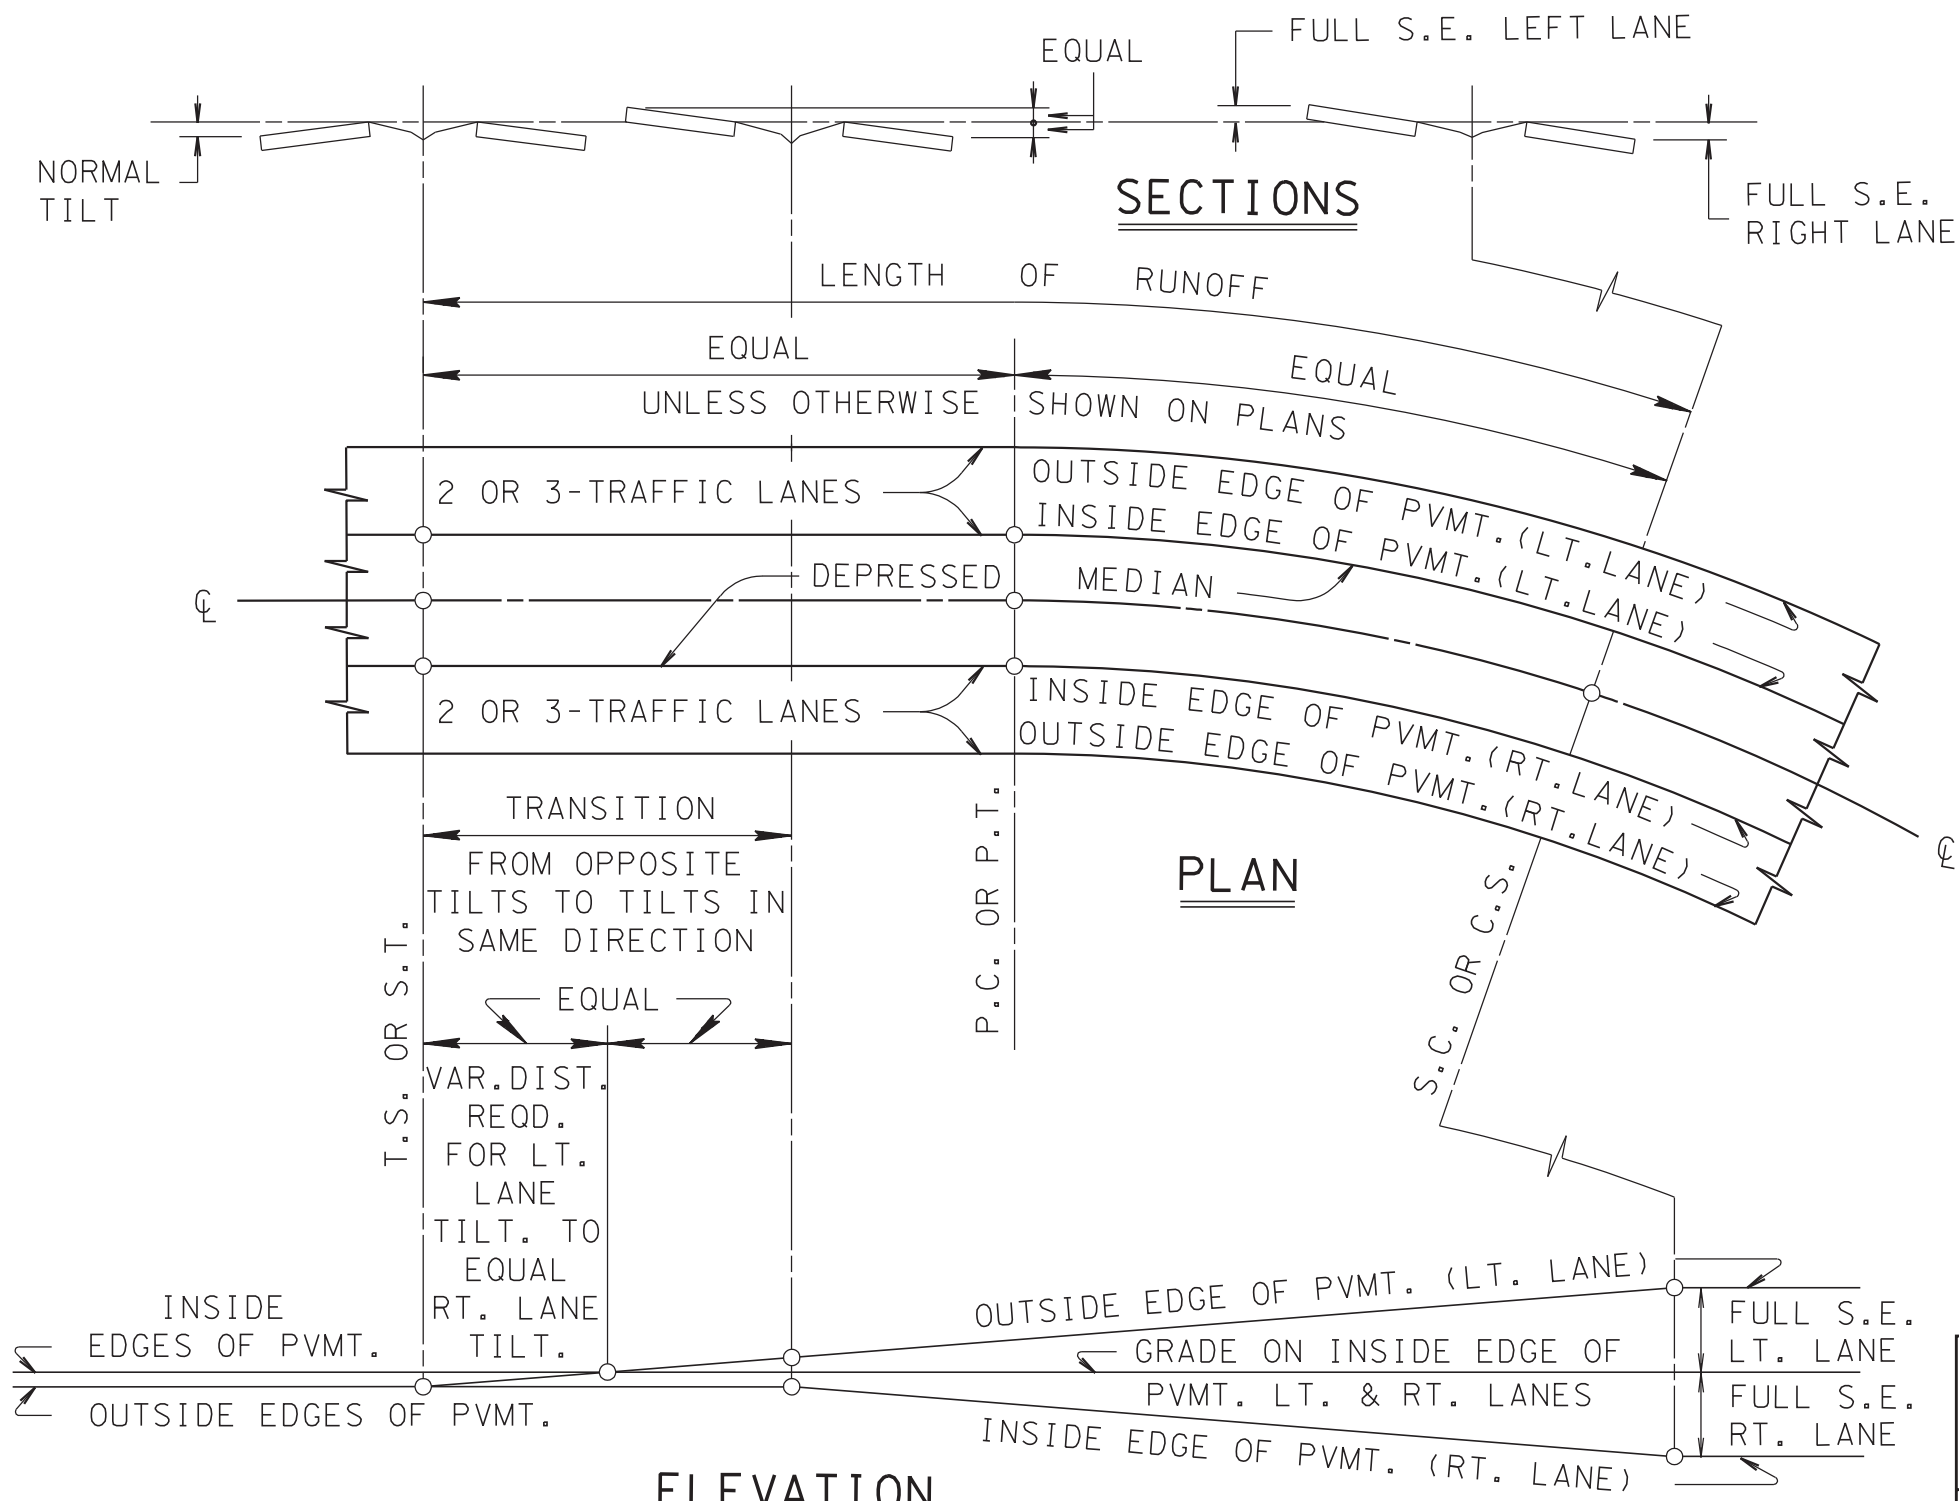 FULL S.E. LEFT LANE
EQUAL
NORMAL
TILT
SECTIONS
FULL S.E.
RIGHT LANE
LENGTH OF RUNOFF
EQUAL
EQUAL
UNLESS OTHERWISE SHOWN ON PLANS
2 OR 3-TRAFFIC LANES
OUTSIDE EDGE OF PVMT. (LT. LANE)
INSIDE EDGE OF PVMT. (LT. LANE)
DEPRESSED MEDIAN
℄
2 OR 3-TRAFFIC LANES
INSIDE EDGE OF PVMT. (RT. LANE)
OUTSIDE EDGE OF PVMT. (RT. LANE)
℄
TRANSITION
FROM OPPOSITE
TILTS TO TILTS IN
SAME DIRECTION
PLAN
T.S. OR S.T.
P.C. OR P.T.
S.C. OR C.S.
EQUAL
VAR. DIST.
REQD.
FOR LT.
LANE
TILT. TO
EQUAL
RT. LANE
TILT.
INSIDE
EDGES OF PVMT.
OUTSIDE EDGES OF PVMT.
OUTSIDE EDGE OF PVMT. (LT. LANE)
GRADE ON INSIDE EDGE OF
PVMT. LT. & RT. LANES
INSIDE EDGE OF PVMT. (RT. LANE)
FULL S.E.
LT. LANE
FULL S.E.
RT. LANE
ELEVATION